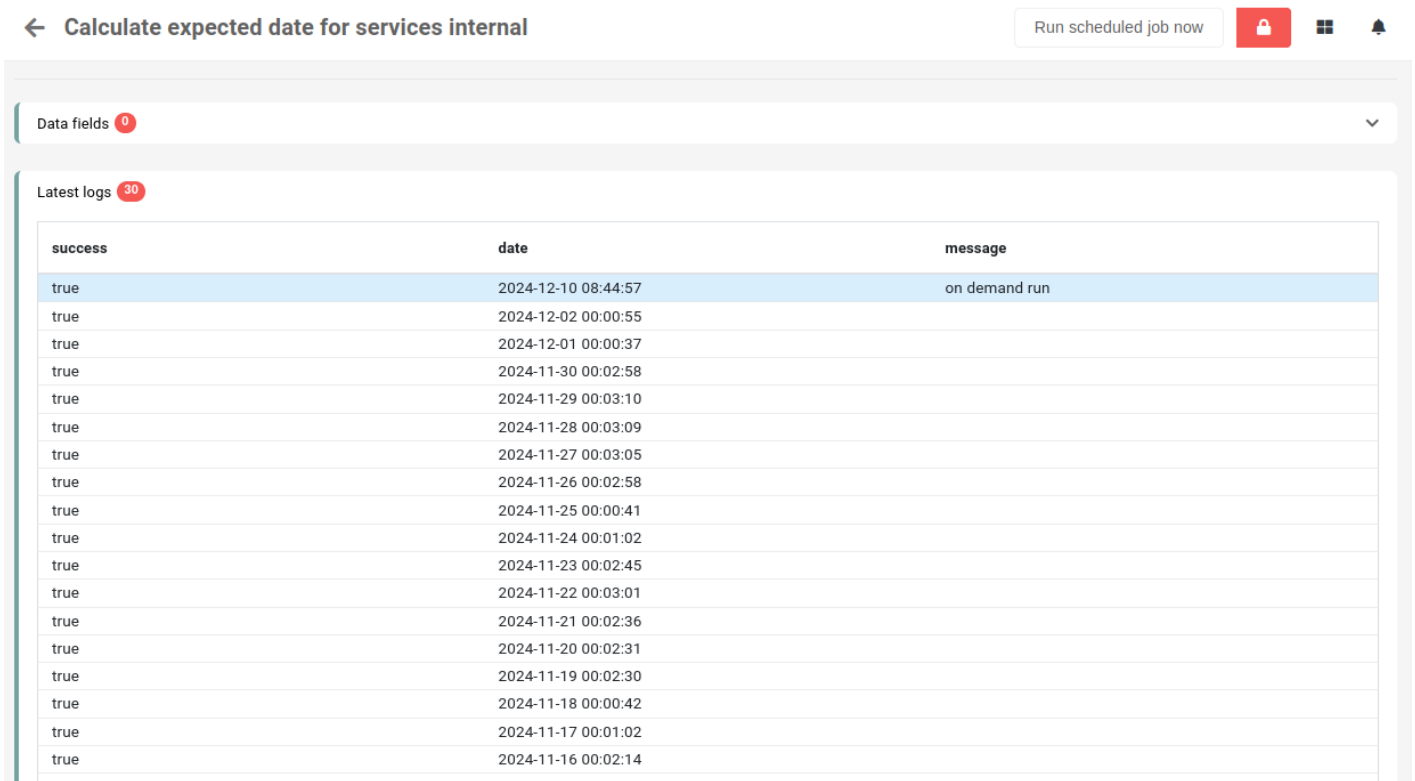 Calculate expected date for services internal Run scheduled job now
Data fields 0
Latest logs 30
success date message
true 2024-12-10 08:44:57 on demand run
true 2024-12-02 00:00:55
true 2024-12-01 00:00:37
true 2024-11-30 00:02:58
true 2024-11-29 00:03:10
true 2024-11-28 00:03:09
true 2024-11-27 00:03:05
true 2024-11-26 00:02:58
true 2024-11-25 00:00:41
true 2024-11-24 00:01:02
true 2024-11-23 00:02:45
true 2024-11-22 00:03:01
true 2024-11-21 00:02:36
true 2024-11-20 00:02:31
true 2024-11-19 00:02:30
true 2024-11-18 00:00:42
true 2024-11-17 00:01:02
true 2024-11-16 00:02:14